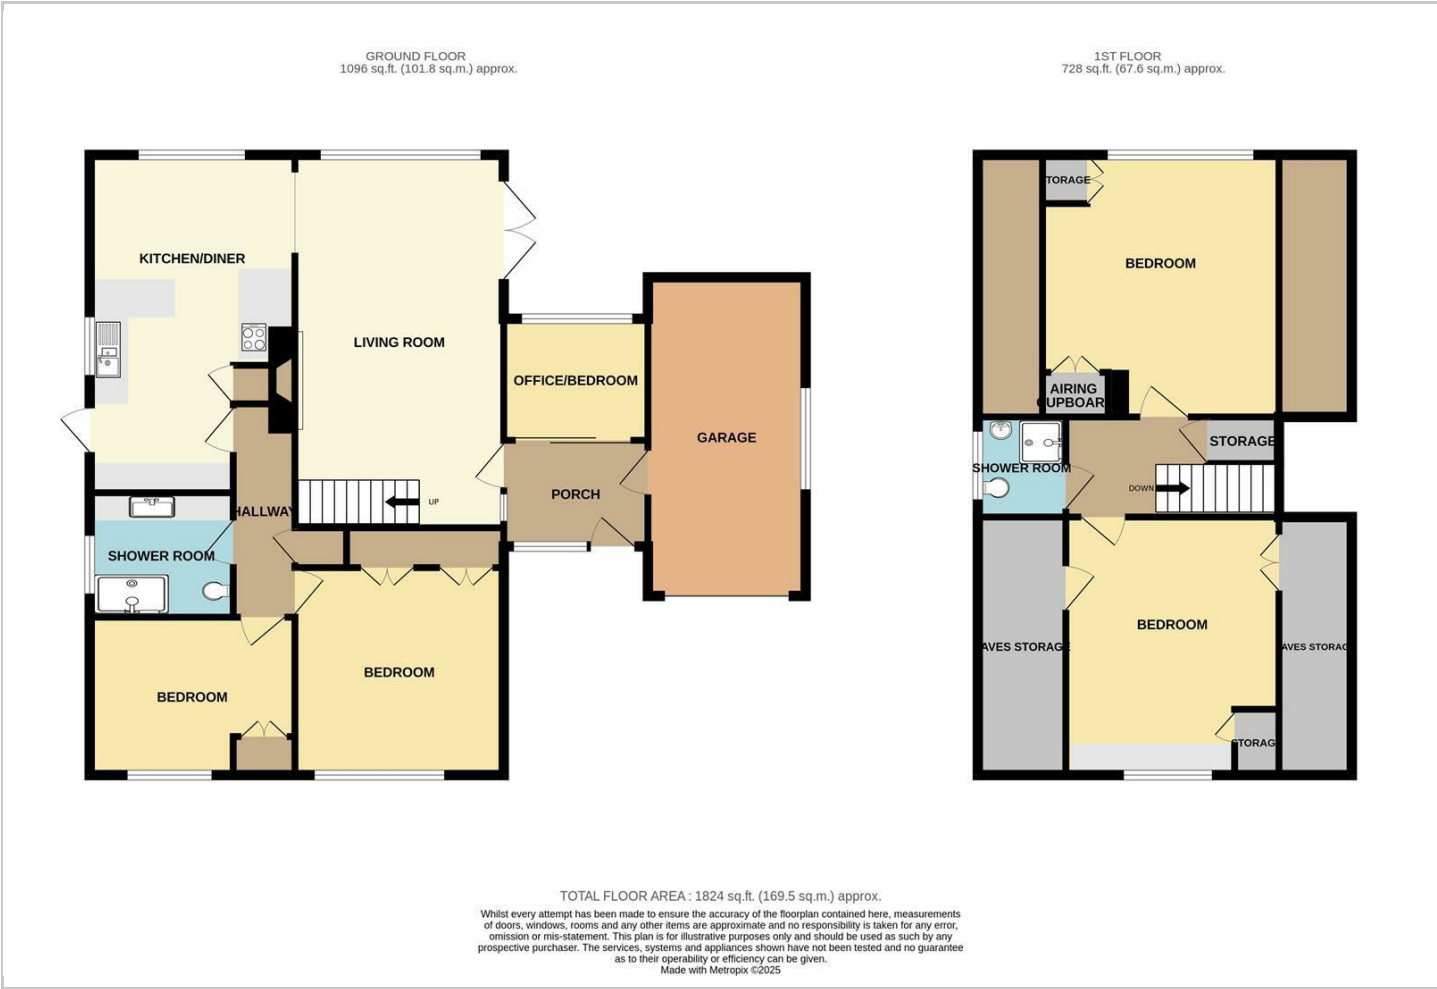 GROUND FLOOR
1096 sq.ft. (101.8 sq.m.) approx.
1ST FLOOR
728 sq.ft. (67.6 sq.m.) approx.
KITCHEN/DINER
LIVING ROOM
OFFICE/BEDROOM
GARAGE
UP
PORCH
HALLWAY
SHOWER ROOM
BEDROOM
BEDROOM
TORAGE
BEDROOM
AIRING
CUPBOAR
STORAGE
SHOWER ROOM
DOWN
BEDROOM
AVES STORAGE
AVES STORAG
STORAG
TOTAL FLOOR AREA : 1824 sq.ft. (169.5 sq.m.) approx.
Whilst every attempt has been made to ensure the accuracy of the floorplan contained here, measurements
of doors, windows, rooms and any other items are approximate and no responsibility is taken for any error,
omission or mis-statement. This plan is for illustrative purposes only and should be used as such by any
prospective purchaser. The services, systems and appliances shown have not been tested and no guarantee
as to their operability or efficiency can be given.
Made with Metropix ©2025